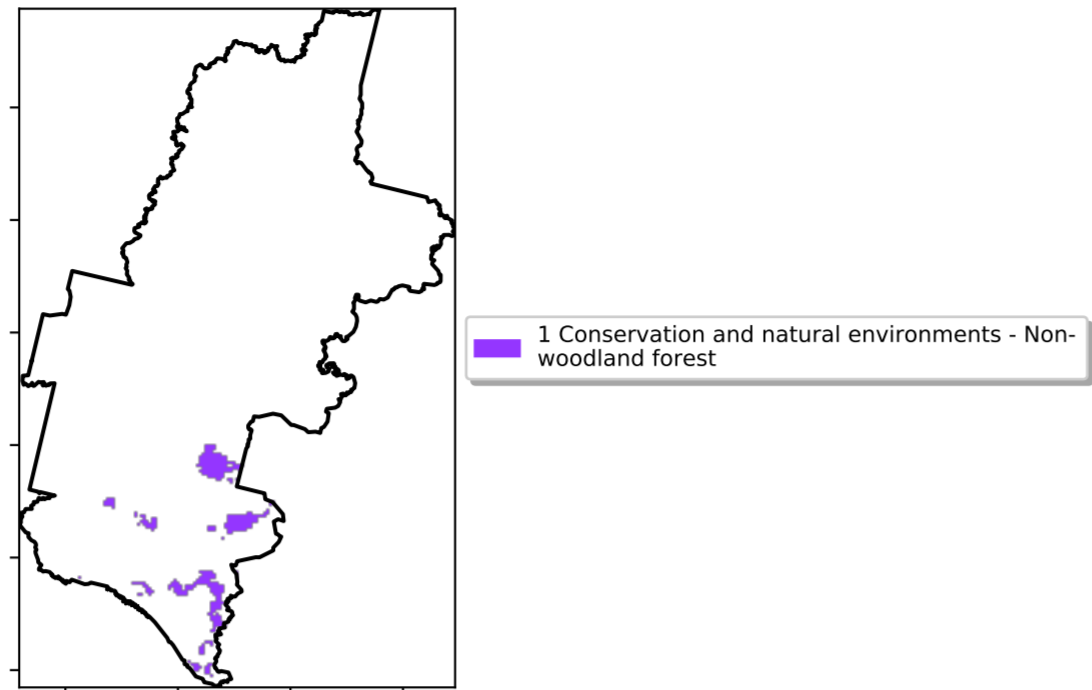 1 Conservation and natural environments - Non-
woodland forest